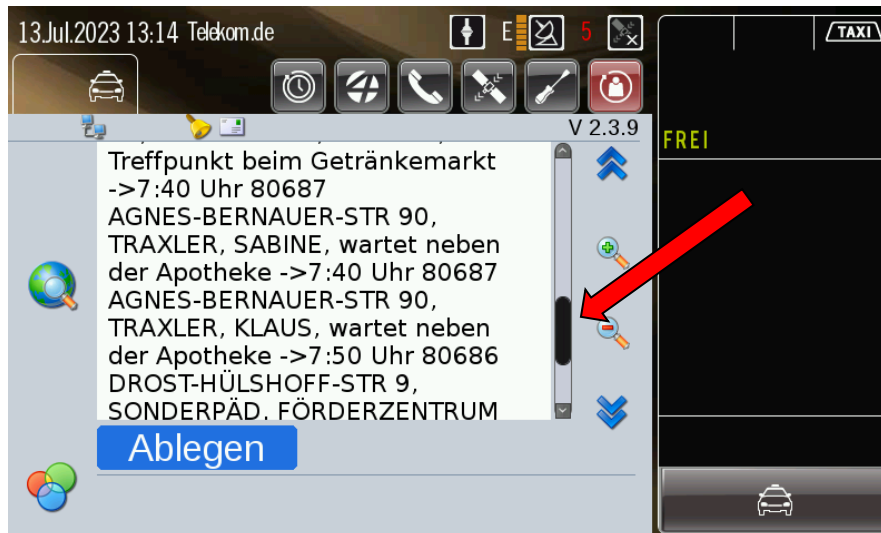 13.Jul.2023 13:14 Telekom.de
E
5
TAXI
V 2.3.9
FREI
Treffpunkt beim Getränkemarkt
->7:40 Uhr 80687
AGNES-BERNAUER-STR 90,
TRAXLER, SABINE, wartet neben
der Apotheke ->7:40 Uhr 80687
AGNES-BERNAUER-STR 90,
TRAXLER, KLAUS, wartet neben
der Apotheke ->7:50 Uhr 80686
DROST-HÜLSHOFF-STR 9,
SONDERPÄD. FÖRDERZENTRUM
Ablegen